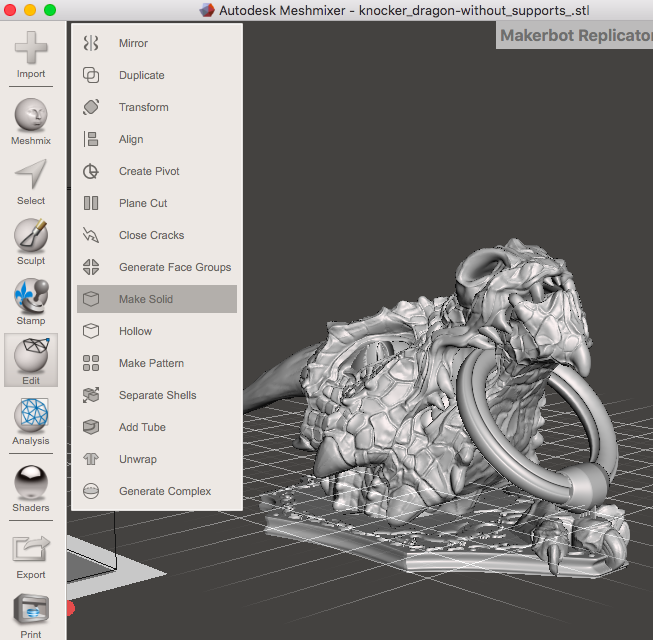 Autodesk Meshmixer - knocker_dragon-without_supports_.stl
Makerbot Replicator
Import
Meshmix
Select
Sculpt
Stamp
Edit
Analysis
Shaders
Export
Print
Mirror
Duplicate
Transform
Align
Create Pivot
Plane Cut
Close Cracks
Generate Face Groups
Make Solid
Hollow
Make Pattern
Separate Shells
Add Tube
Unwrap
Generate Complex